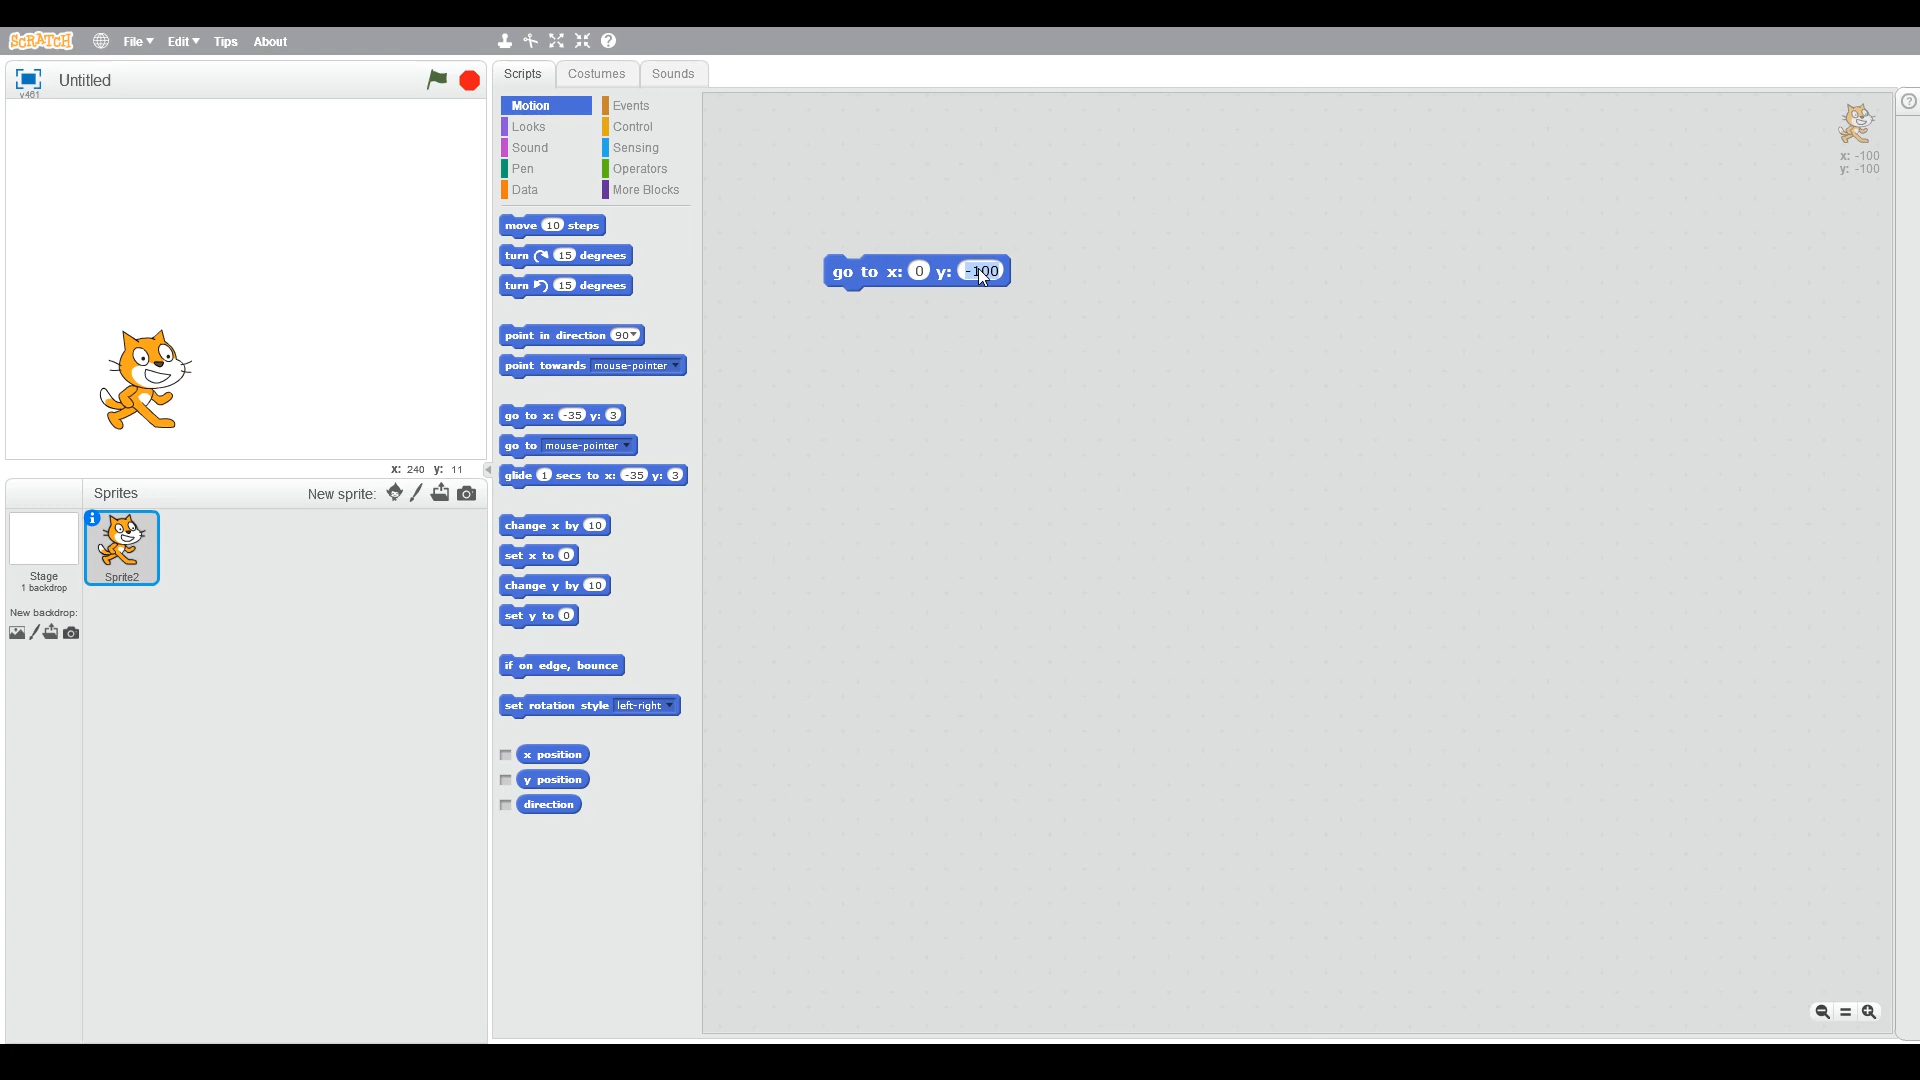 SCRATCH File Edit Tips About
v461 Untitled
Scripts Costumes Sounds
Motion Events
Looks Control
Sound Sensing
Pen Operators
Data More Blocks
x: -100
y: -100
move 10 steps
turn 15 degrees
turn 15 degrees
point in direction 90
point towards mouse-pointer
go to x: -35 y: 3
go to mouse-pointer
glide 1 secs to x: -35 y: 3
change x by 10
set x to 0
change y by 10
set y to 0
if on edge, bounce
set rotation style left-right
x position
y position
direction
go to x: 0 y: -100
x: 240 y: 11
Sprites New sprite:
Stage
1 backdrop
New backdrop:
Sprite2